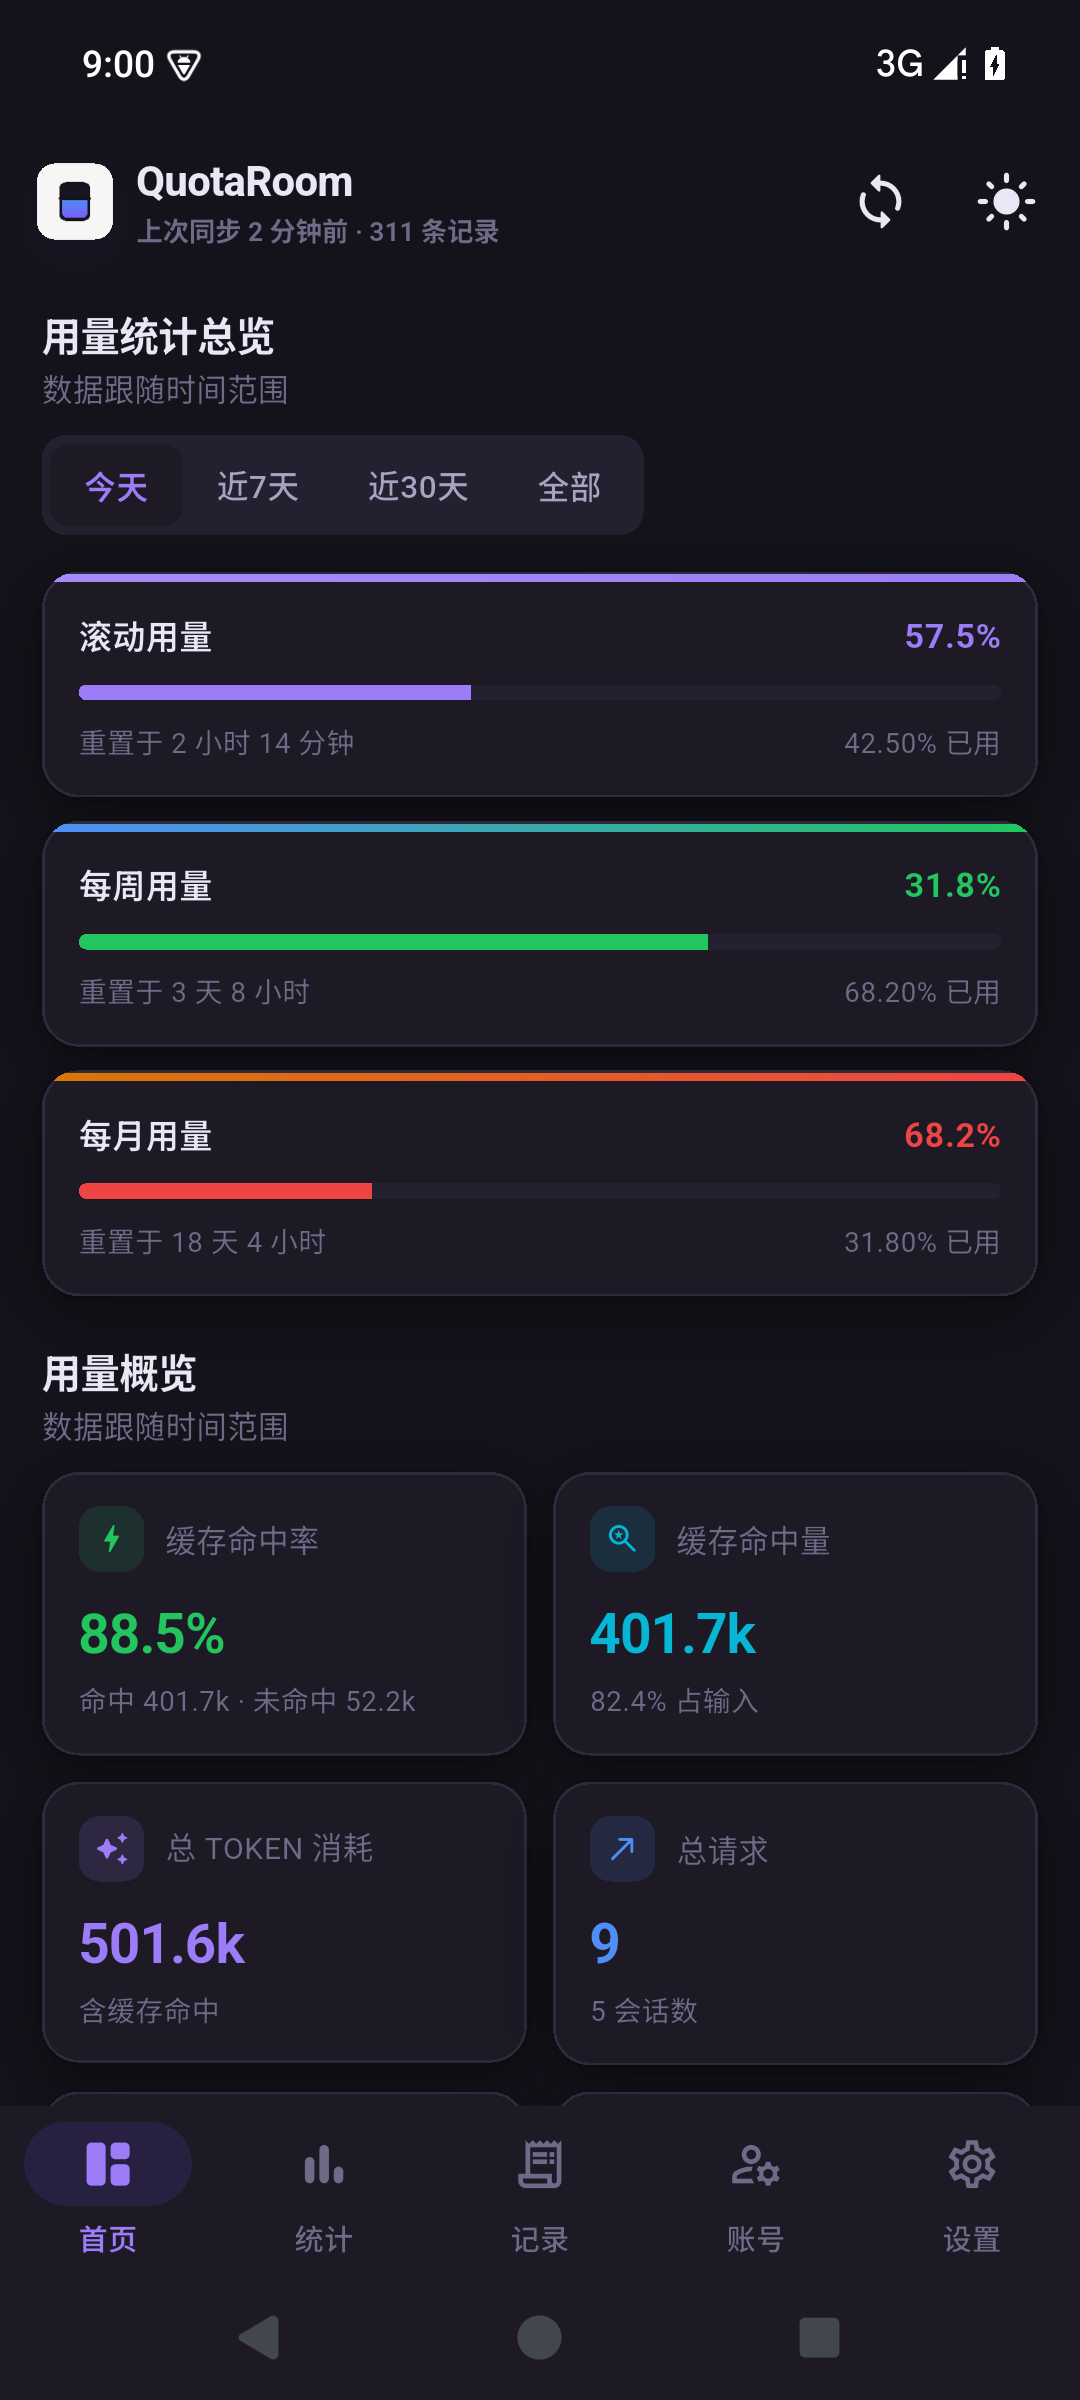 9:00
3G
QuotaRoom
上次同步 2 分钟前 · 311 条记录
用量统计总览
数据跟随时间范围
今天 近7天 近30天 全部
滚动用量 57.5%
重置于 2 小时 14 分钟 42.50% 已用
每周用量 31.8%
重置于 3 天 8 小时 68.20% 已用
每月用量 68.2%
重置于 18 天 4 小时 31.80% 已用
用量概览
数据跟随时间范围
缓存命中率
88.5%
命中 401.7k · 未命中 52.2k
缓存命中量
401.7k
82.4% 占输入
总 TOKEN 消耗
501.6k
含缓存命中
总请求
9
5 会话数
首页 统计 记录 账号 设置